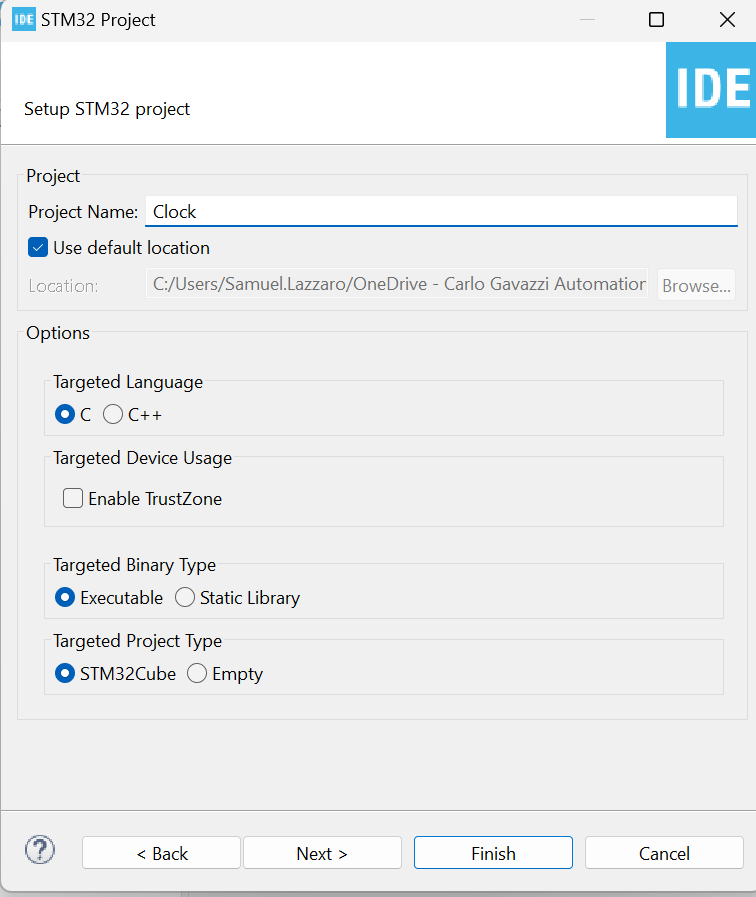 IDE STM32 Project
Setup STM32 project
IDE
Project
Project Name: Clock
Use default location
Location: C:/Users/Samuel.Lazzaro/OneDrive - Carlo Gavazzi Automation Browse...
Options
Targeted Language
C C++
Targeted Device Usage
Enable TrustZone
Targeted Binary Type
Executable Static Library
Targeted Project Type
STM32Cube Empty
? < Back Next > Finish Cancel